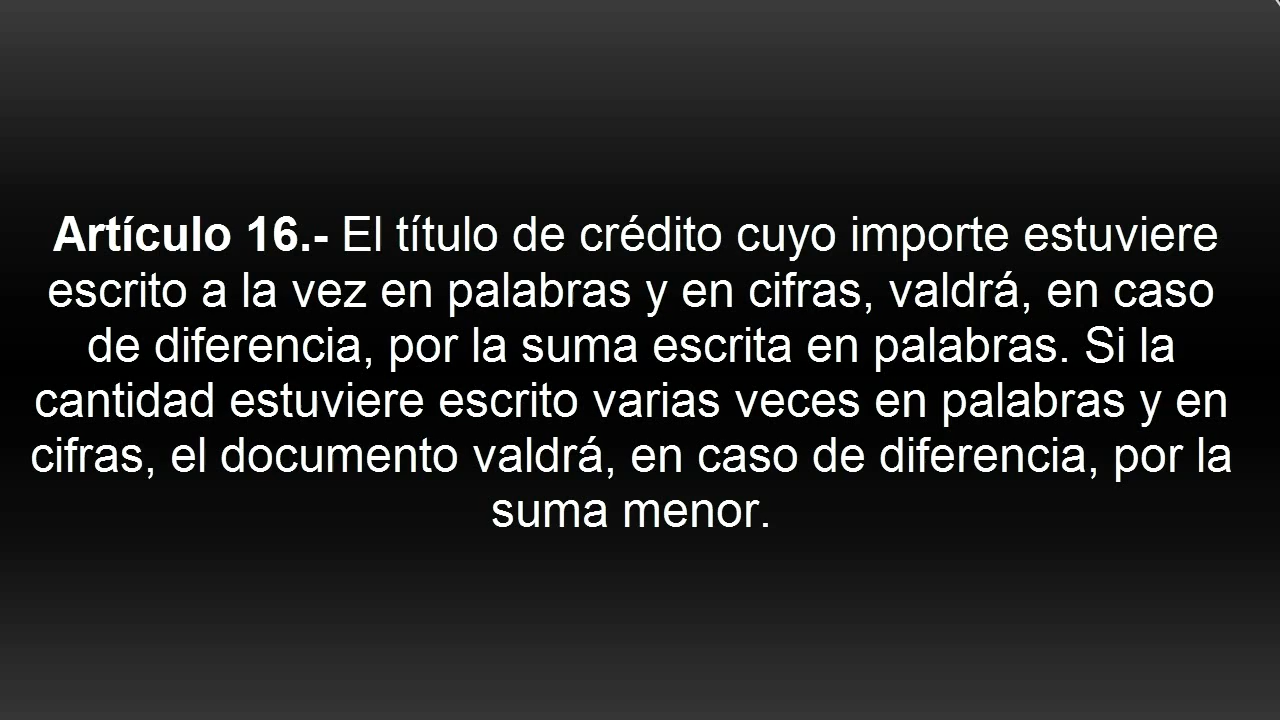 Artículo 16.- El título de crédito cuyo importe estuviere
escrito a la vez en palabras y en cifras, valdrá, en caso
de diferencia, por la suma escrita en palabras. Si la
cantidad estuviere escrito varias veces en palabras y en
cifras, el documento valdrá, en caso de diferencia, por la
suma menor.